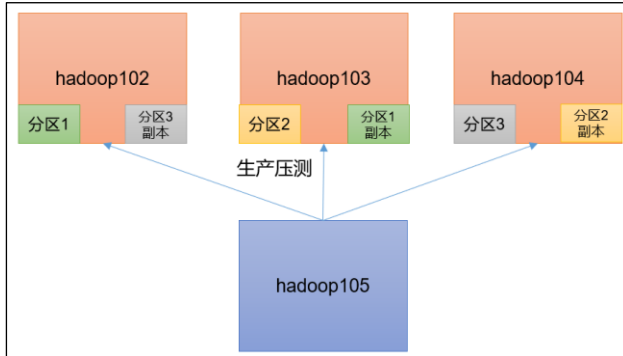 hadoop102
hadoop103
hadoop104
分区1
分区3
副本
分区2
分区1
副本
分区3
分区2
副本
生产压测
hadoop105